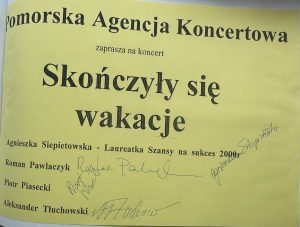 Pomorska Agencja Koncertowa
zaprasza na koncert
Skończyły się
wakacje
Agnieszka Siepietowska - Laureatka Szansy na sukces 2000r.
Roman Pawlaczyk
Piotr Piasecki
Aleksander Tłuchowski